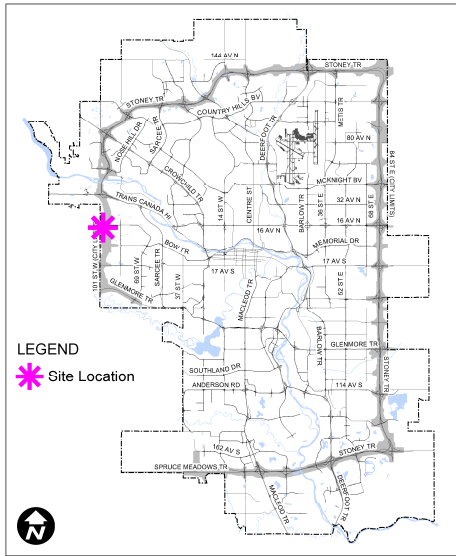 144 AV N
STONEY TR
STONEY TR
COUNTRY HILLS BV
METIS TR
NOSE HILL DR
SARCEE TR
DEERFOOT TR
80 AV N
84 ST E (CITY LIMITS)
CROWCHILD TR
MCKNIGHT BV
TRANS CANADA HI
14 ST W
CENTRE ST
BARLOW TR
36 ST E
32 AV N
68 ST E
16 AV N
16 AV N
101 ST W (CITY L
BOW TR
MEMORIAL DR
17 AV S
17 AV S
69 ST W
SARCEE TR
37 ST W
52 ST E
GLENMORE TR
MACLEOD TR
BARLOW TR
GLENMORE TR
LEGEND
Site Location
SOUTHLAND DR
ANDERSON RD
114 AV S
STONEY TR
162 AV S
STONEY TR
SPRUCE MEADOWS TR
MACLEOD TR
DEERFOOT TR
N